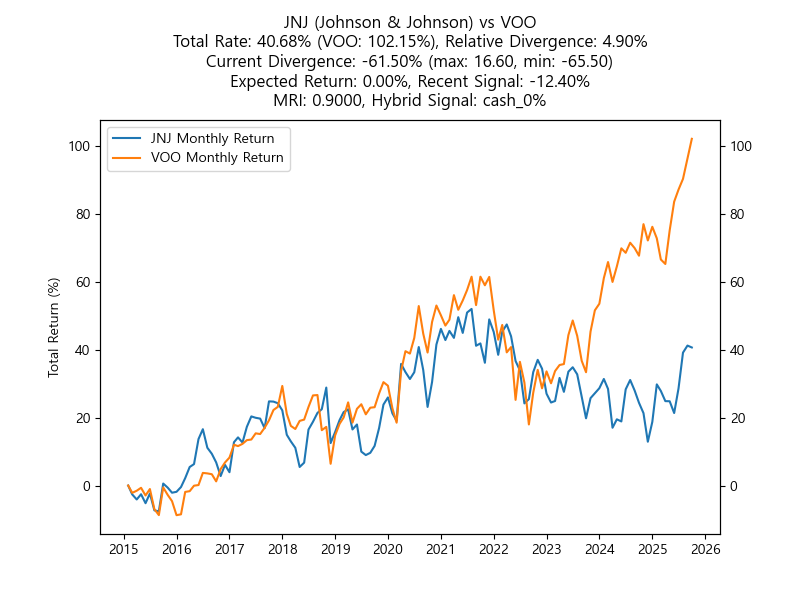 JNJ (Johnson & Johnson) vs VOO
Total Rate: 40.68% (VOO: 102.15%), Relative Divergence: 4.90%
Current Divergence: -61.50% (max: 16.60, min: -65.50)
Expected Return: 0.00%, Recent Signal: -12.40%
MRI: 0.9000, Hybrid Signal: cash_0%
JNJ Monthly Return
VOO Monthly Return
Total Return (%)
100
80
60
40
20
0
100
80
60
40
20
0
2015 2016 2017 2018 2019 2020 2021 2022 2023 2024 2025 2026